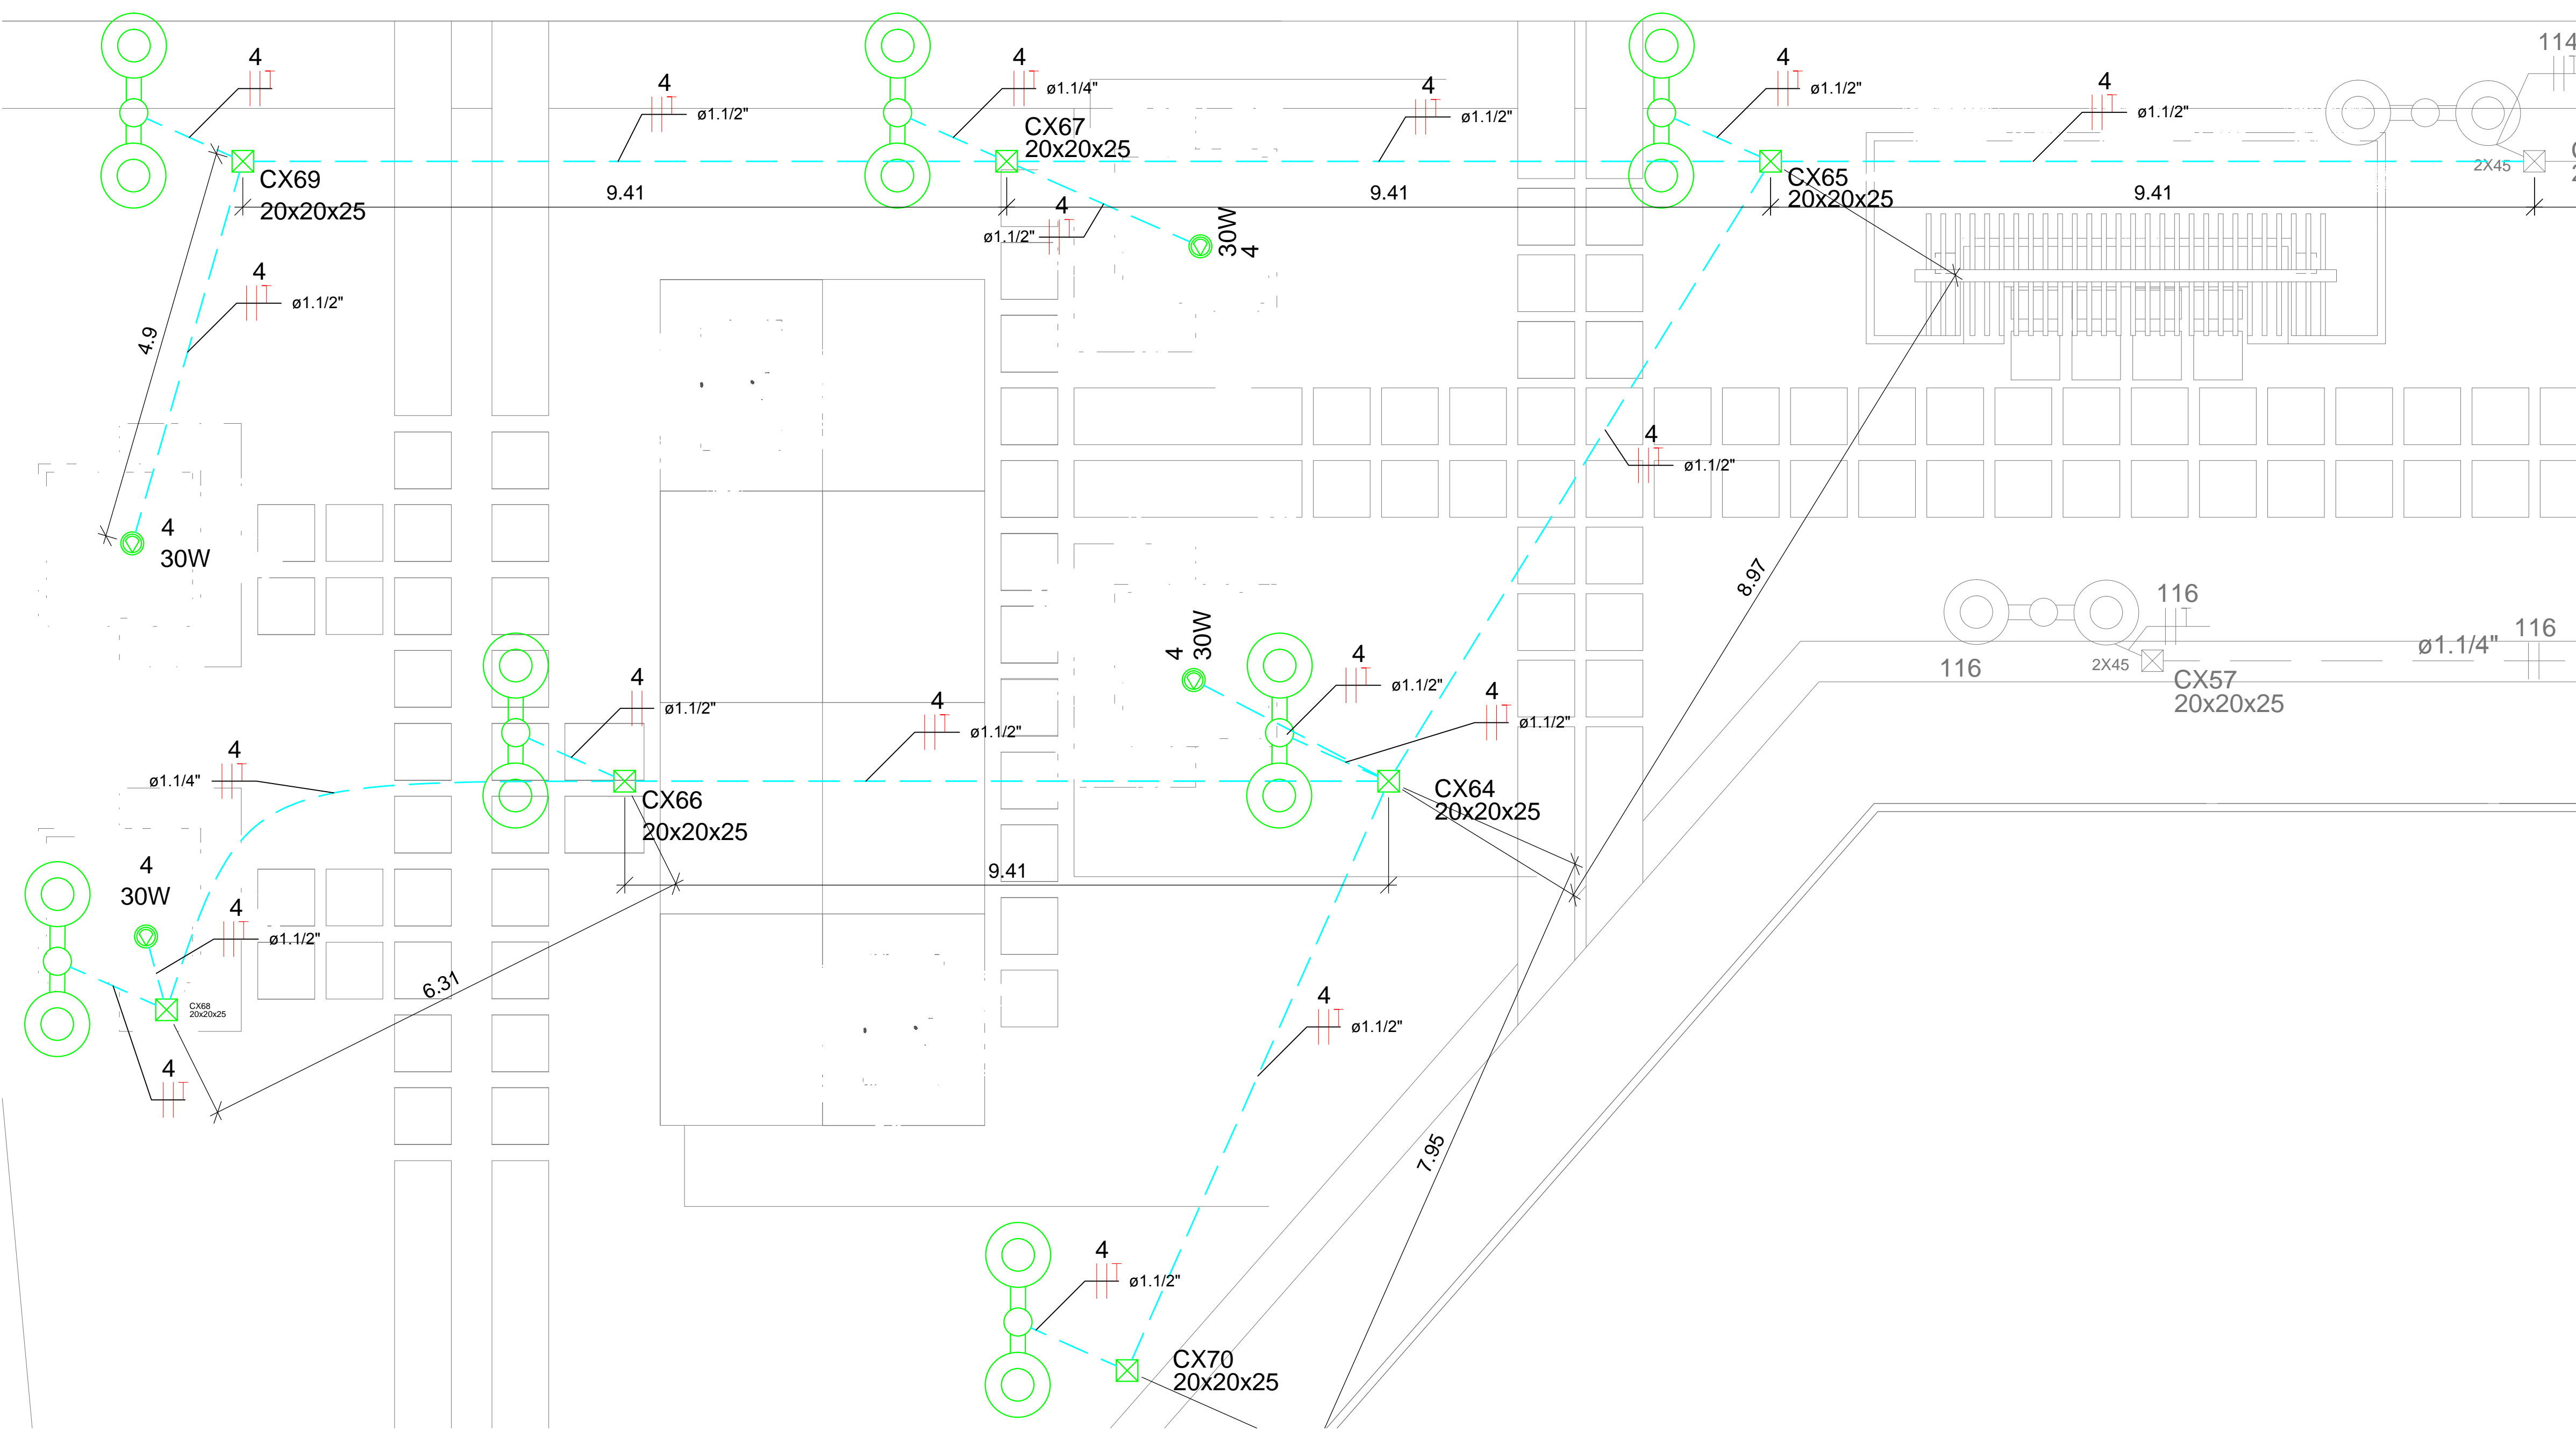 114
4
4
4
4
4
4
ø1.1/2"
ø1.1/4"
ø1.1/2"
ø1.1/2"
ø1.1/2"
CX67
20x20x25
2X45
CX69
20x20x25
CX65
20x20x25
9.41
9.41
9.41
4
ø1.1/2"
30W
4
4
ø1.1/2"
4.9
4
ø1.1/2"
4
30W
8.97
4
30W
116
116
116
ø1.1/4"
2X45
CX57
20x20x25
4
ø1.1/2"
4
ø1.1/2"
4
ø1.1/2"
4
ø1.1/2"
4
ø1.1/4"
CX66
20x20x25
CX64
20x20x25
9.41
4
30W
4
ø1.1/2"
6.31
CX68
20x20x25
4
4
ø1.1/2"
7.95
4
ø1.1/2"
CX70
20x20x25